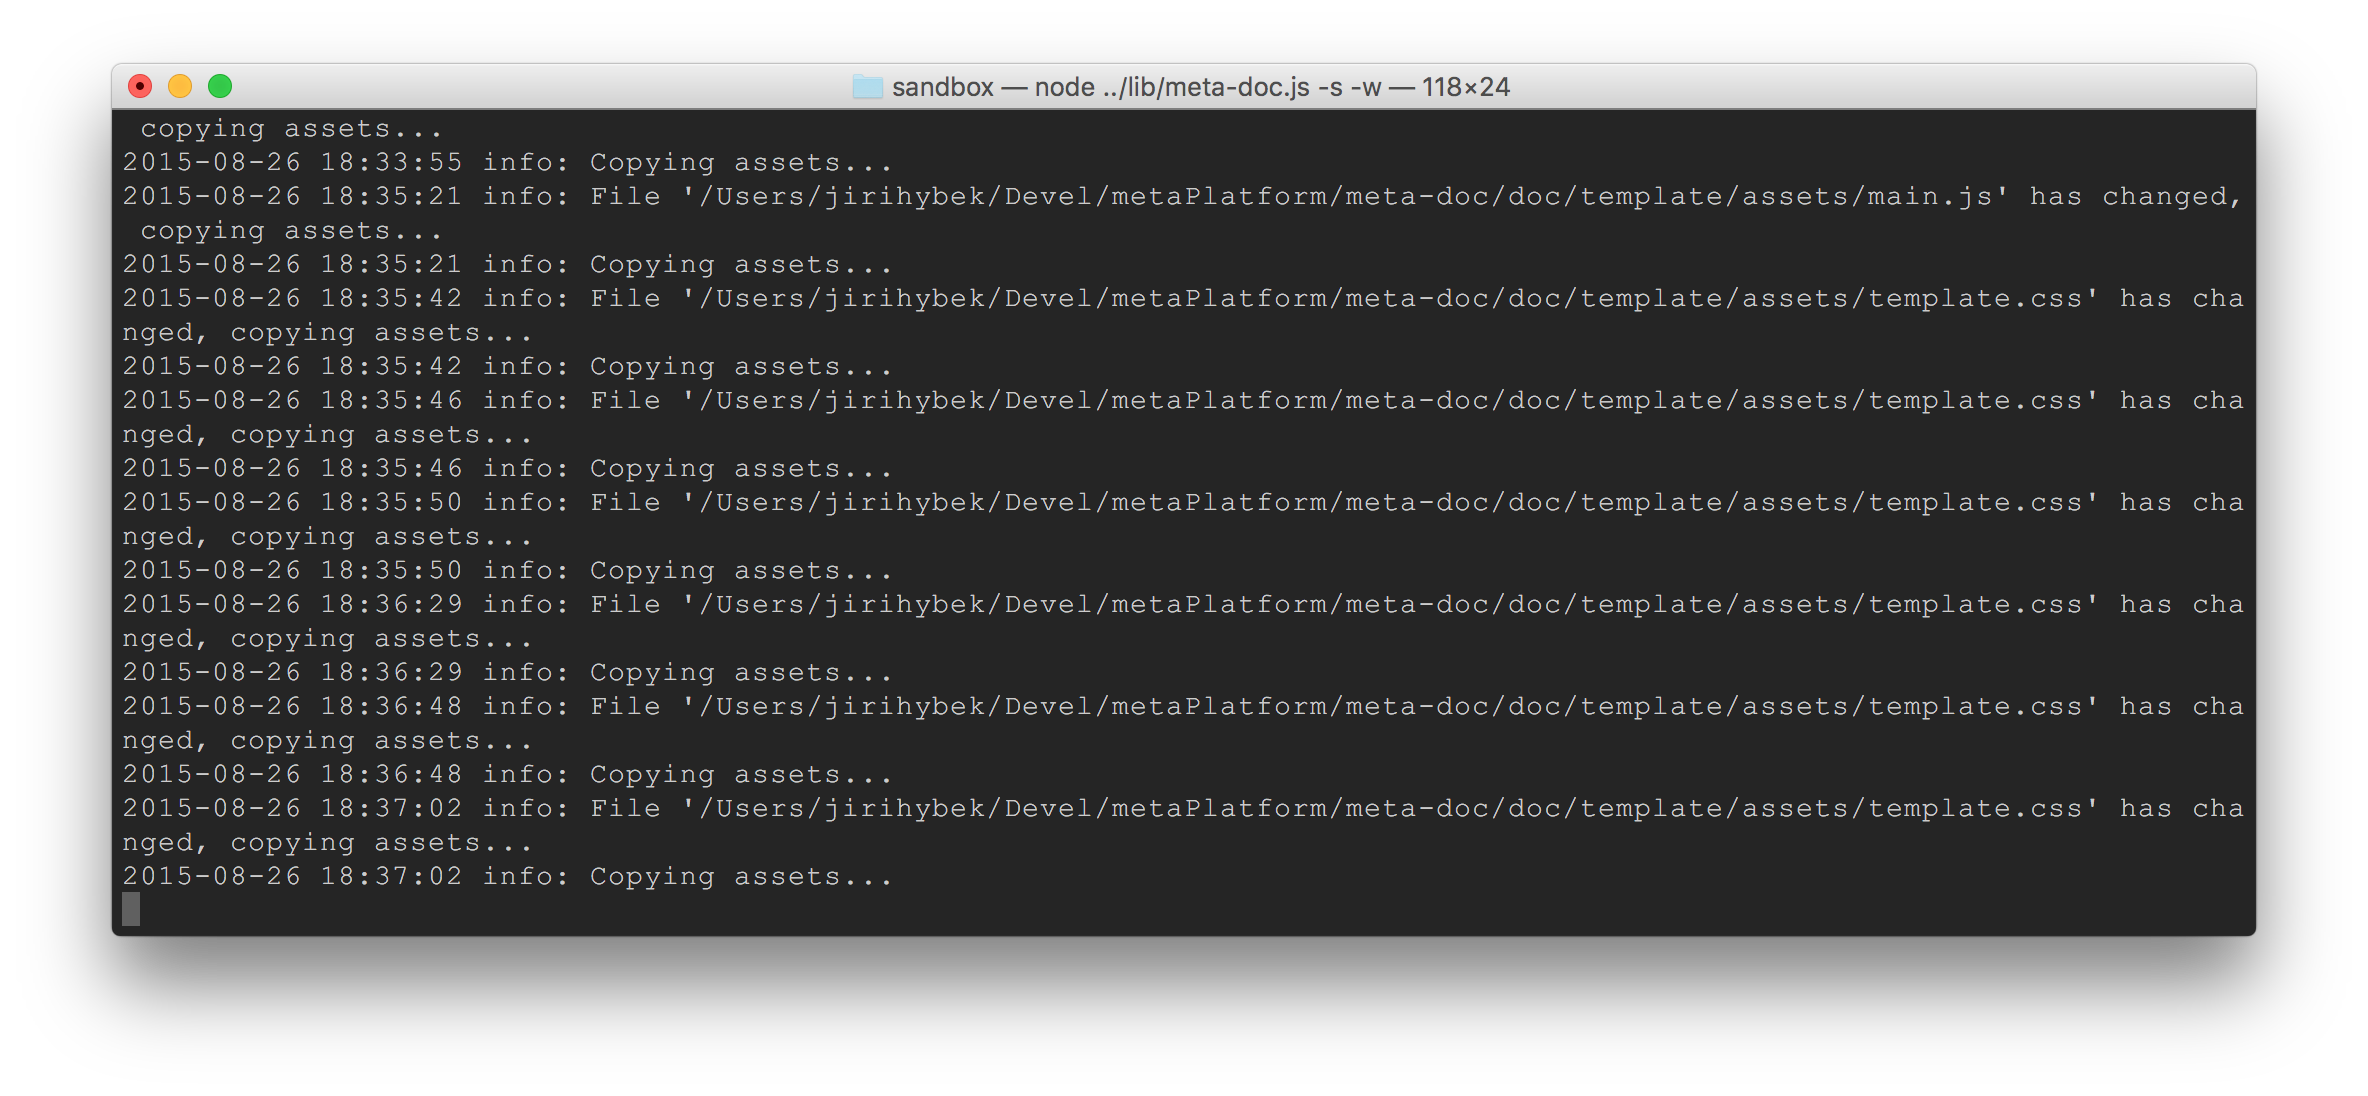 sandbox — node ../lib/meta-doc.js -s -w — 118×24
copying assets...
2015-08-26 18:33:55 info: Copying assets...
2015-08-26 18:35:21 info: File '/Users/jirihybek/Devel/metaPlatform/meta-doc/doc/template/assets/main.js' has changed,
copying assets...
2015-08-26 18:35:21 info: Copying assets...
2015-08-26 18:35:42 info: File '/Users/jirihybek/Devel/metaPlatform/meta-doc/doc/template/assets/template.css' has cha
nged, copying assets...
2015-08-26 18:35:42 info: Copying assets...
2015-08-26 18:35:46 info: File '/Users/jirihybek/Devel/metaPlatform/meta-doc/doc/template/assets/template.css' has cha
nged, copying assets...
2015-08-26 18:35:46 info: Copying assets...
2015-08-26 18:35:50 info: File '/Users/jirihybek/Devel/metaPlatform/meta-doc/doc/template/assets/template.css' has cha
nged, copying assets...
2015-08-26 18:35:50 info: Copying assets...
2015-08-26 18:36:29 info: File '/Users/jirihybek/Devel/metaPlatform/meta-doc/doc/template/assets/template.css' has cha
nged, copying assets...
2015-08-26 18:36:29 info: Copying assets...
2015-08-26 18:36:48 info: File '/Users/jirihybek/Devel/metaPlatform/meta-doc/doc/template/assets/template.css' has cha
nged, copying assets...
2015-08-26 18:36:48 info: Copying assets...
2015-08-26 18:37:02 info: File '/Users/jirihybek/Devel/metaPlatform/meta-doc/doc/template/assets/template.css' has cha
nged, copying assets...
2015-08-26 18:37:02 info: Copying assets...